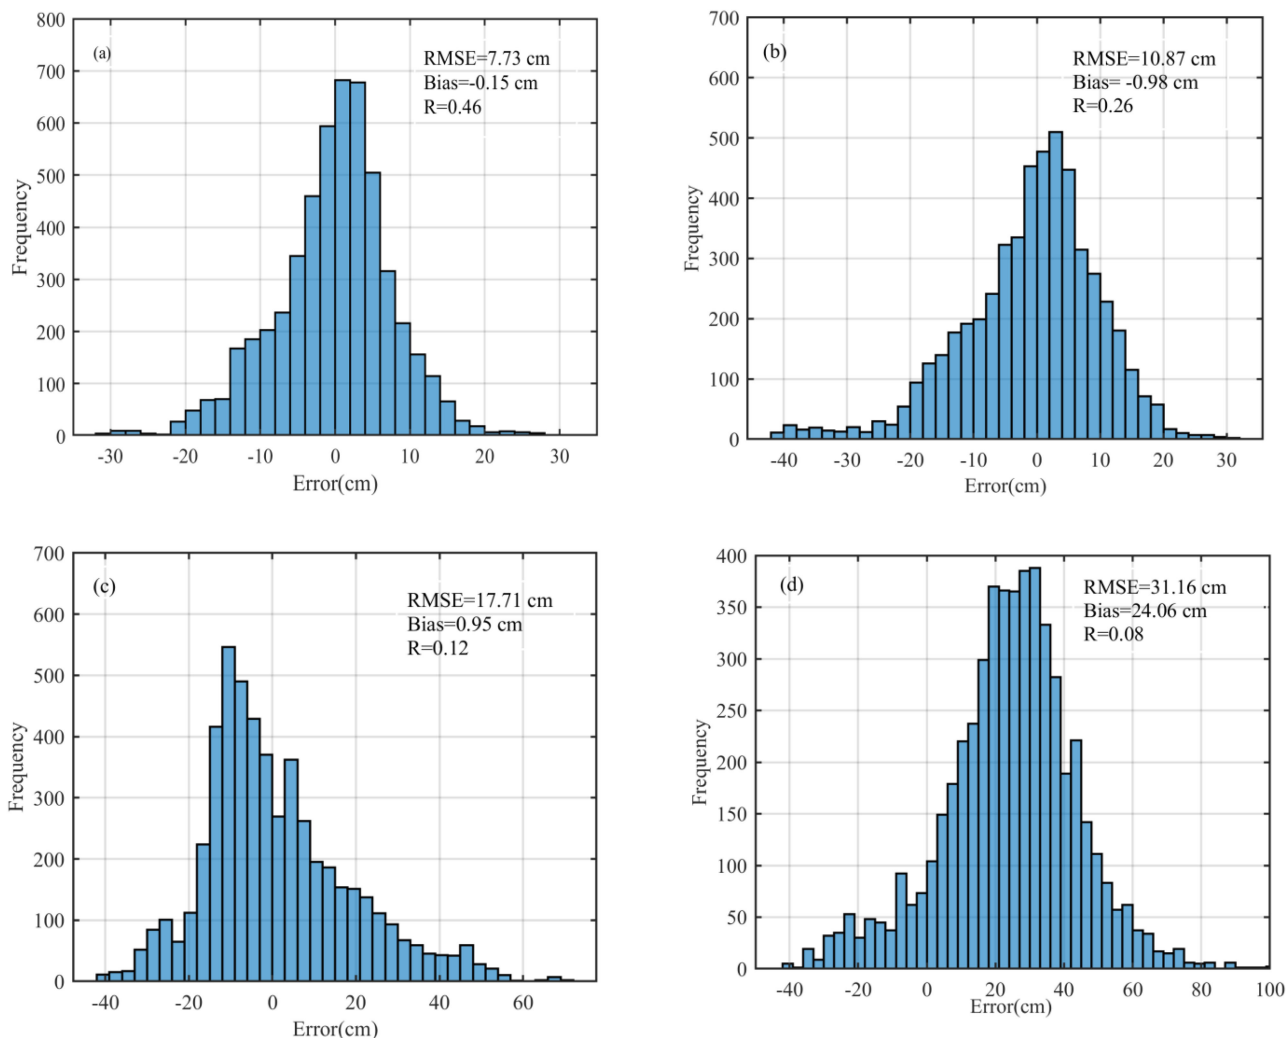 (a)
RMSE=7.73 cm
Bias=-0.15 cm
R=0.46
800
700
600
500
400
300
200
100
0
Frequency
-30 -20 -10 0 10 20 30
Error(cm)
(b)
RMSE=10.87 cm
Bias= -0.98 cm
R=0.26
700
600
500
400
300
200
100
0
Frequency
-40 -30 -20 -10 0 10 20 30
Error(cm)
(c)
RMSE=17.71 cm
Bias=0.95 cm
R=0.12
700
600
500
400
300
200
100
0
Frequency
-40 -20 0 20 40 60
Error(cm)
(d)
RMSE=31.16 cm
Bias=24.06 cm
R=0.08
400
350
300
250
200
150
100
50
0
Frequency
-40 -20 0 20 40 60 80 100
Error(cm)